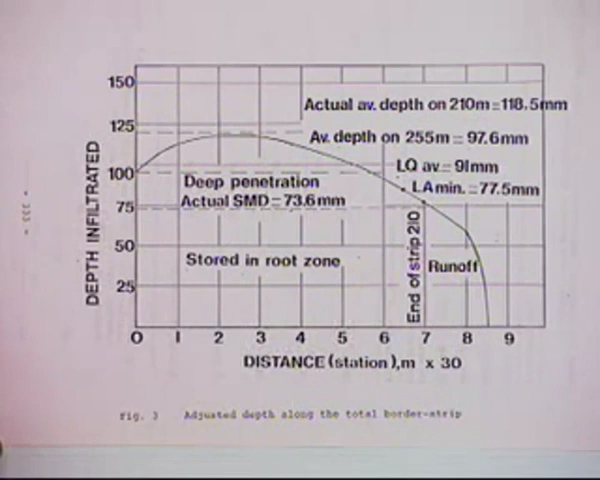 150
Actual av. depth on 210m = 118.5mm
125
Av. depth on 255m = 97.6mm
LQ av = 91mm
100
Deep penetration
LA min. = 77.5mm
75
Actual SMD = 73.6mm
DEPTH INFILTRATED
50
Stored in root zone
End of strip 210
Runoff
25
0 1 2 3 4 5 6 7 8 9
DISTANCE (station), m x 30
Fig. 3 Adjusted depth along the total border-strip